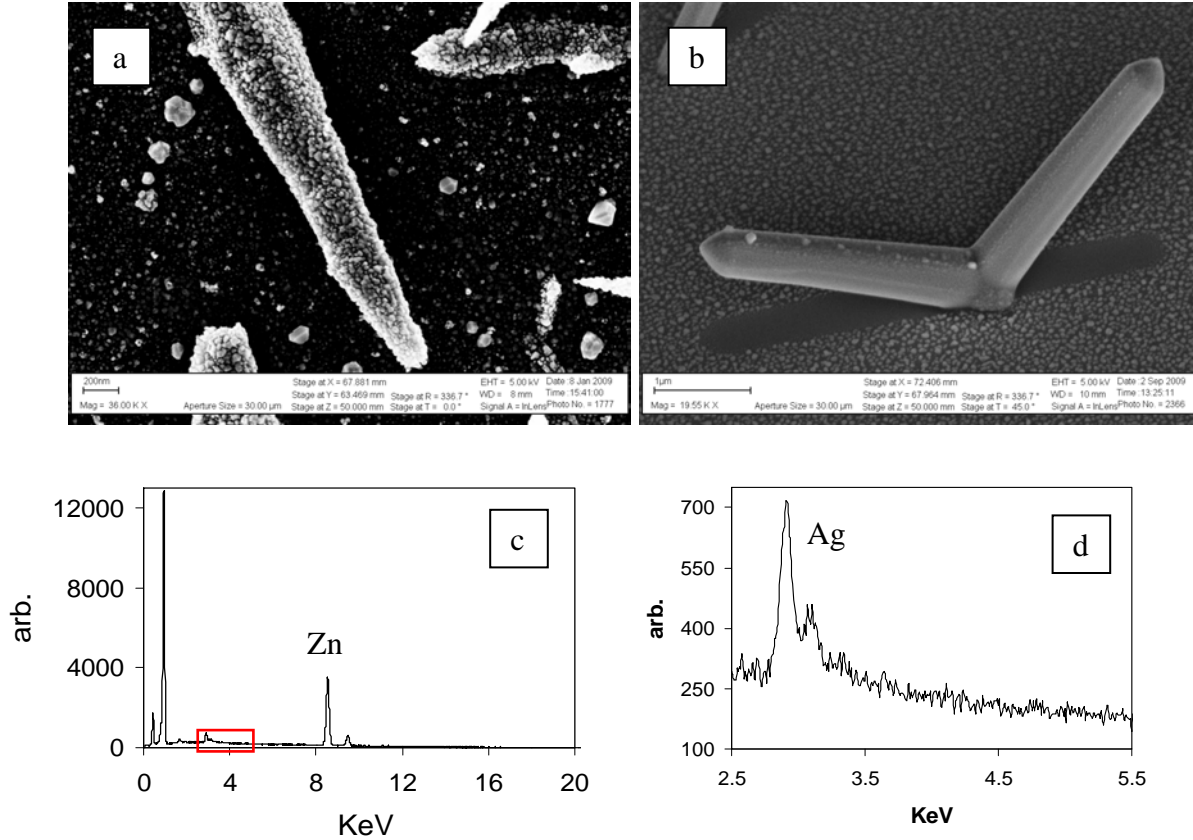 a
200nm
Mag = 36.00 K X
Aperture Size = 30.00 µm
Stage at X = 67.881 mm
Stage at Y = 63.469 mm
Stage at Z = 50.000 mm
Stage at R = 336.7 °
Stage at T = 0.0 °
EHT = 5.00 kV
WD = 8 mm
Signal A = InLens
Date :8 Jan 2009
Time :15:41:00
Photo No. = 1777
b
1µm
Mag = 19.55 K X
Aperture Size = 30.00 µm
Stage at X = 72.406 mm
Stage at Y = 67.964 mm
Stage at Z = 50.000 mm
Stage at R = 336.7 °
Stage at T = 45.0 °
EHT = 5.00 kV
WD = 10 mm
Signal A = InLens
Date :2 Sep 2009
Time :13:25:11
Photo No. = 2366
12000
8000
4000
0
arb.
c
Zn
0 4 8 12 16 20
KeV
700
550
400
250
100
arb.
Ag
d
2.5 3.5 4.5 5.5
KeV